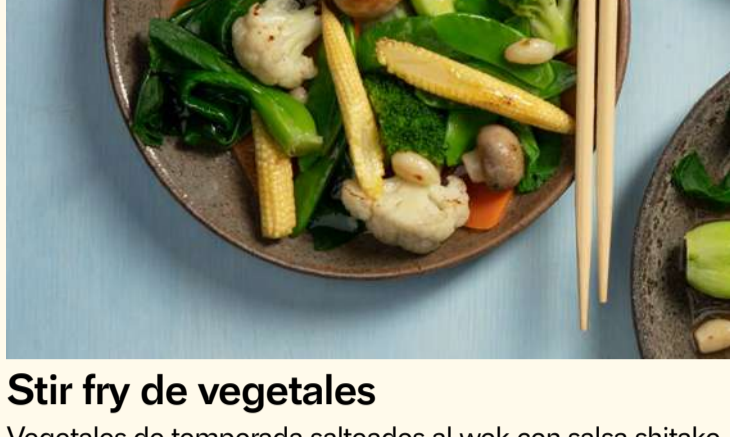 Stir fry de vegetales
Vegetales de temporada salteados al wok con salsa shitake